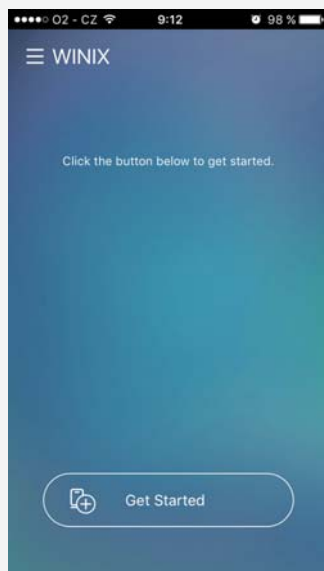 O2 - CZ 9:12 98 %
WINIX
Click the button below to get started.
Get Started